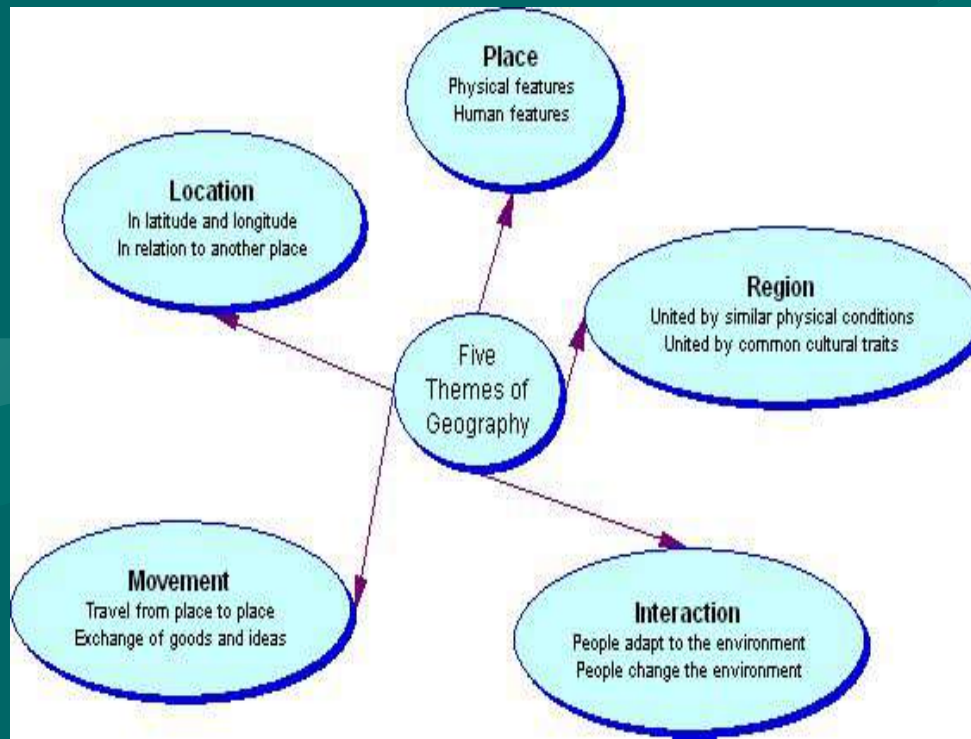 Place
Physical features
Human features
Location
In latitude and longitude
In relation to another place
Region
United by similar physical conditions
United by common cultural traits
Five
Themes of
Geography
Movement
Travel from place to place
Exchange of goods and ideas
Interaction
People adapt to the environment
People change the environment